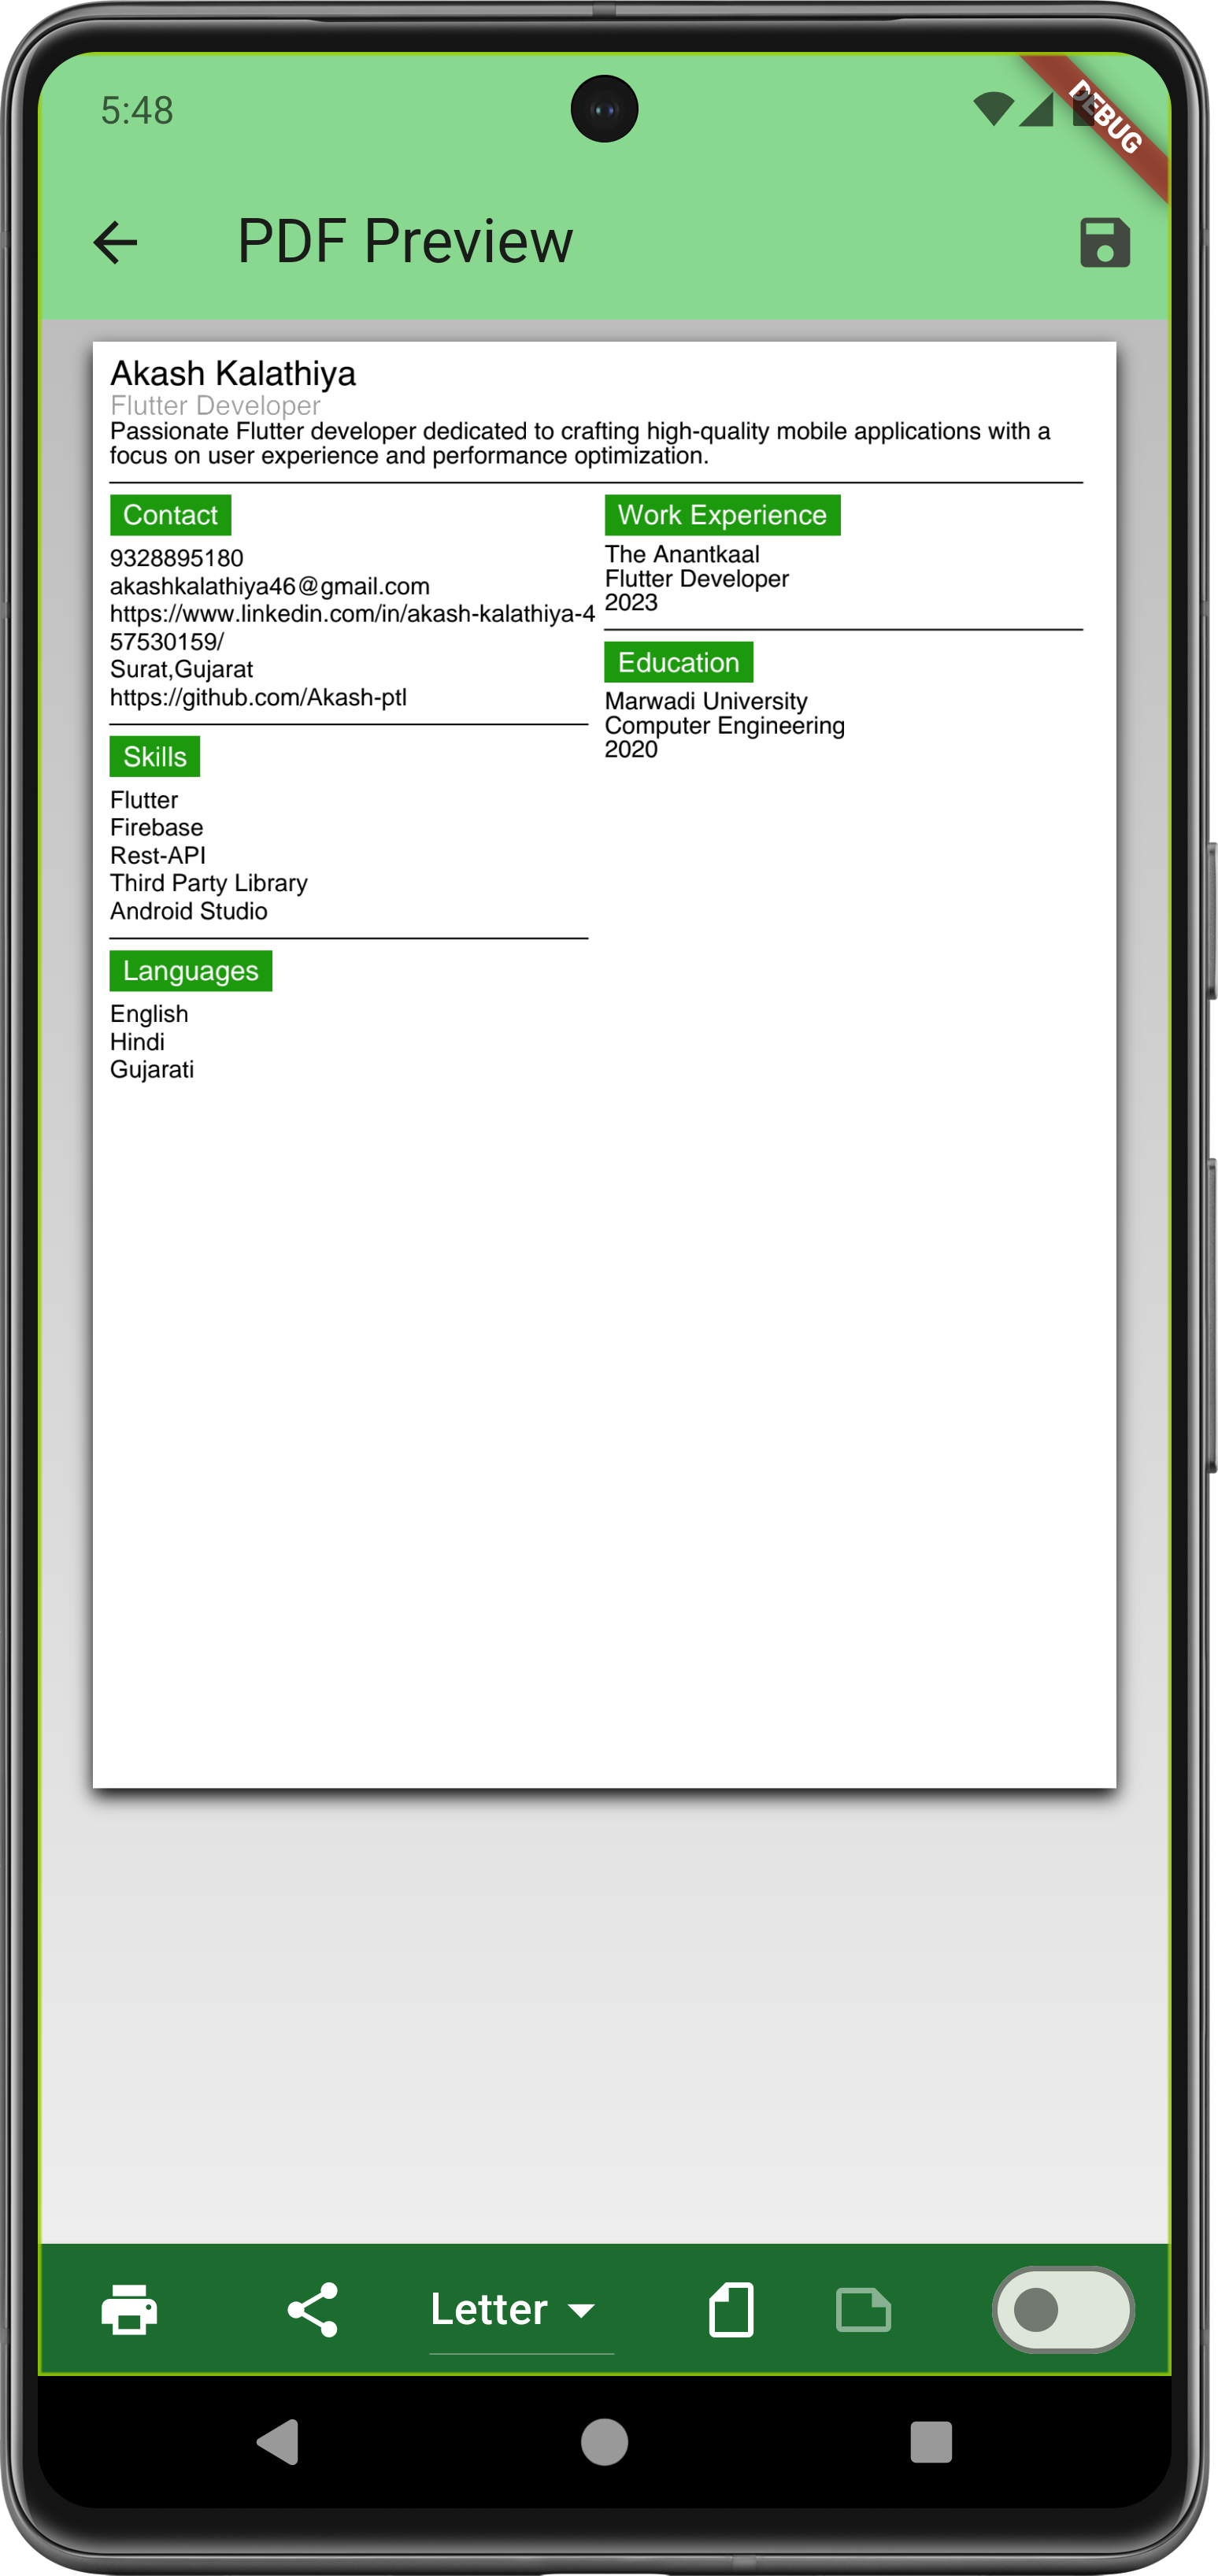 5:48
DEBUG
PDF Preview
Akash Kalathiya
Flutter Developer
Passionate Flutter developer dedicated to crafting high-quality mobile applications with a
focus on user experience and performance optimization.
Contact
9328895180
akashkalathiya46@gmail.com
https://www.linkedin.com/in/akash-kalathiya-4
57530159/
Surat,Gujarat
https://github.com/Akash-ptl
Skills
Flutter
Firebase
Rest-API
Third Party Library
Android Studio
Languages
English
Hindi
Gujarati
Work Experience
The Anantkaal
Flutter Developer
2023
Education
Marwadi University
Computer Engineering
2020
Letter